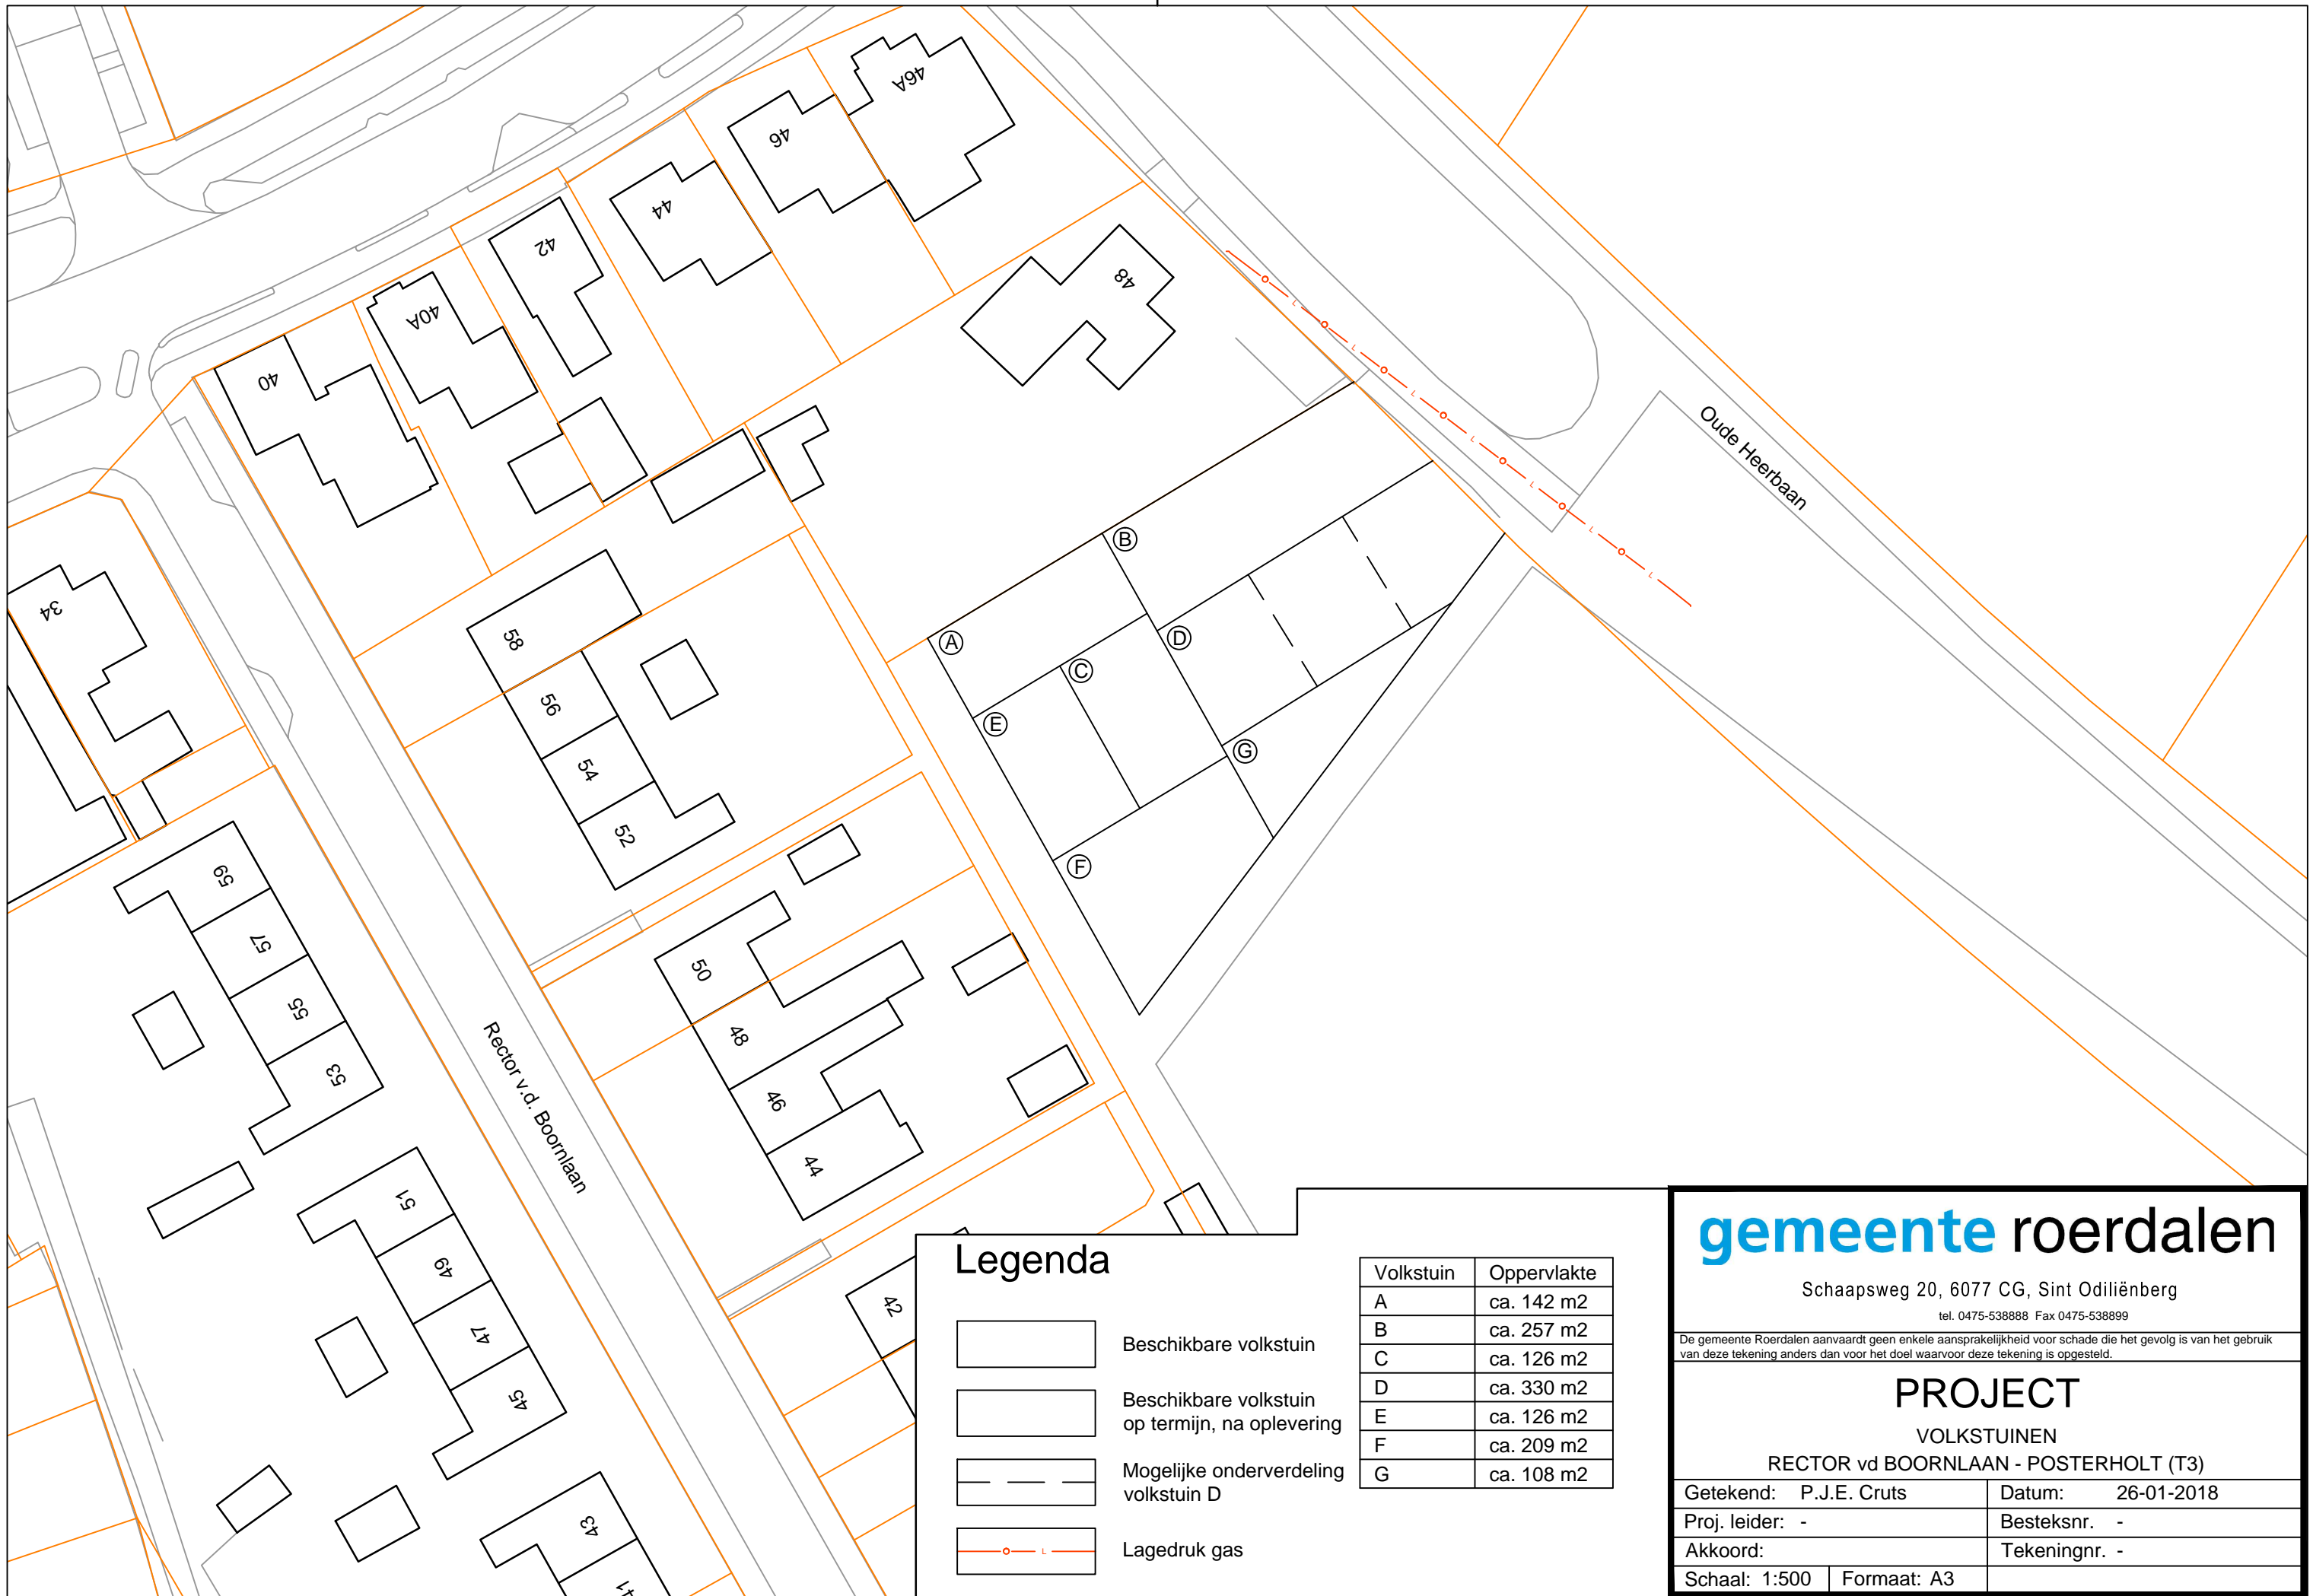 46A
46
44
42
40A
40
48
Oude Heerbaan
34
58
56
54
52
A
B
C
D
E
F
G
59
57
55
53
50
48
46
44
Rector v.d. Boornlaan
51
49
47
45
42
43
41
L L L L L L L
Legenda
Beschikbare volkstuin
Beschikbare volkstuin
op termijn, na oplevering
Mogelijke onderverdeling
volkstuin D
L
Lagedruk gas
Volkstuin Oppervlakte
A ca. 142 m2
B ca. 257 m2
C ca. 126 m2
D ca. 330 m2
E ca. 126 m2
F ca. 209 m2
G ca. 108 m2
gemeente roerdalen
Schaapsweg 20, 6077 CG, Sint Odiliënberg
tel. 0475-538888 Fax 0475-538899
De gemeente Roerdalen aanvaardt geen enkele aansprakelijkheid voor schade die het gevolg is van het gebruik
van deze tekening anders dan voor het doel waarvoor deze tekening is opgesteld.
PROJECT
VOLKSTUINEN
RECTOR vd BOORNLAAN - POSTERHOLT (T3)
Getekend: P.J.E. Cruts Datum: 26-01-2018
Proj. leider: - Besteksnr. -
Akkoord: Tekeningnr. -
Schaal: 1:500 Formaat: A3